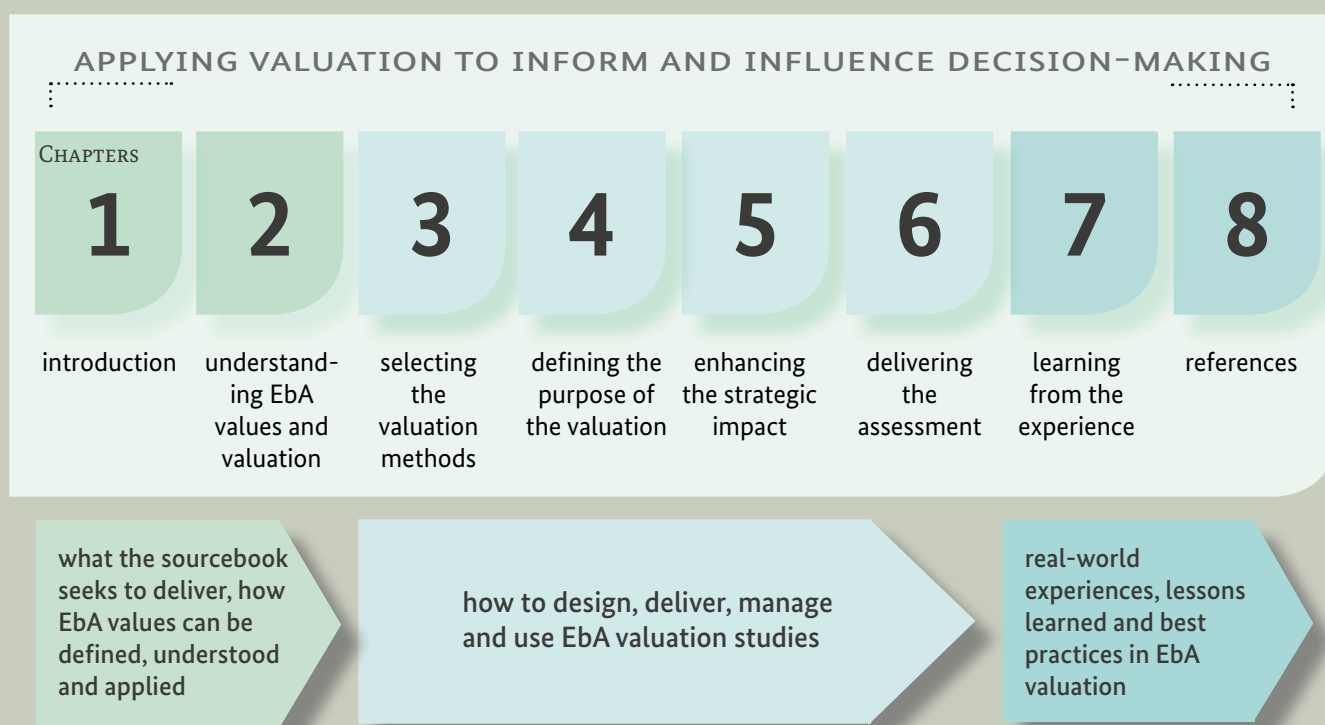 APPLYING VALUATION TO INFORM AND INFLUENCE DECISION-MAKING
CHAPTERS
1
2
3
4
5
6
7
8
introduction
understand-
ing EbA
values and
valuation
selecting
the
valuation
methods
defining the
purpose of
the valuation
enhancing
the strategic
impact
delivering
the
assessment
learning
from the
experience
references
what the sourcebook
seeks to deliver, how
EbA values can be
defined, understood
and applied
how to design, deliver, manage
and use EbA valuation studies
real-world
experiences, lessons
learned and best
practices in EbA
valuation